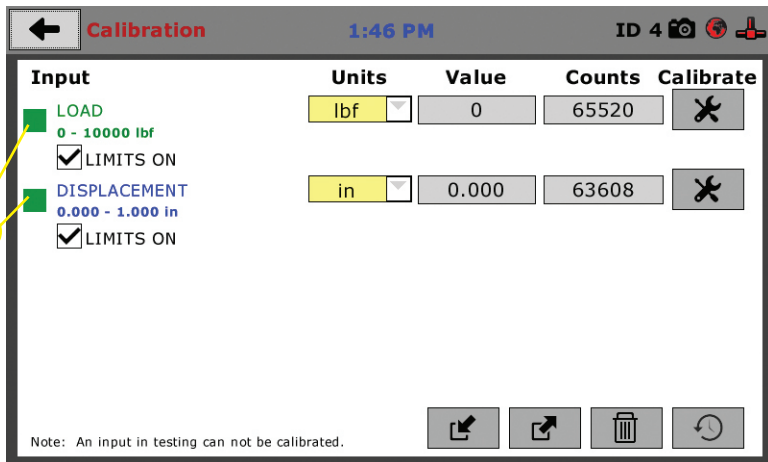 Calibration 1:46 PM ID 4
Input Units Value Counts Calibrate
LOAD lbf 0 65520
0 - 10000 lbf
LIMITS ON
DISPLACEMENT in 0.000 63608
0.000 - 1.000 in
LIMITS ON
Note: An input in testing can not be calibrated.